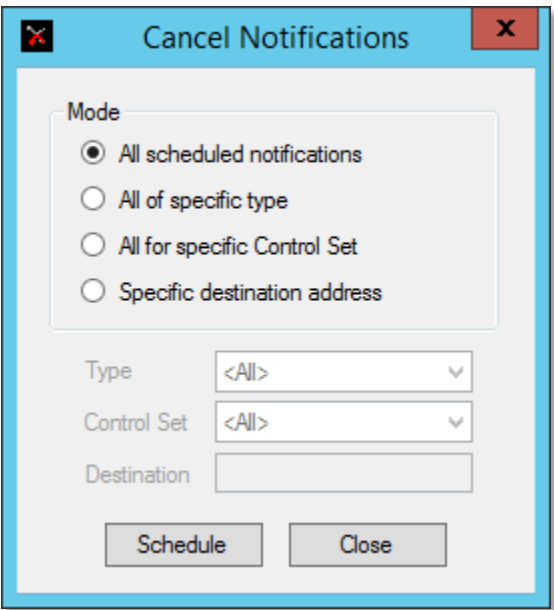 Cancel Notifications
x
Mode
All scheduled notifications
All of specific type
All for specific Control Set
Specific destination address
Type <All>
Control Set <All>
Destination
Schedule Close